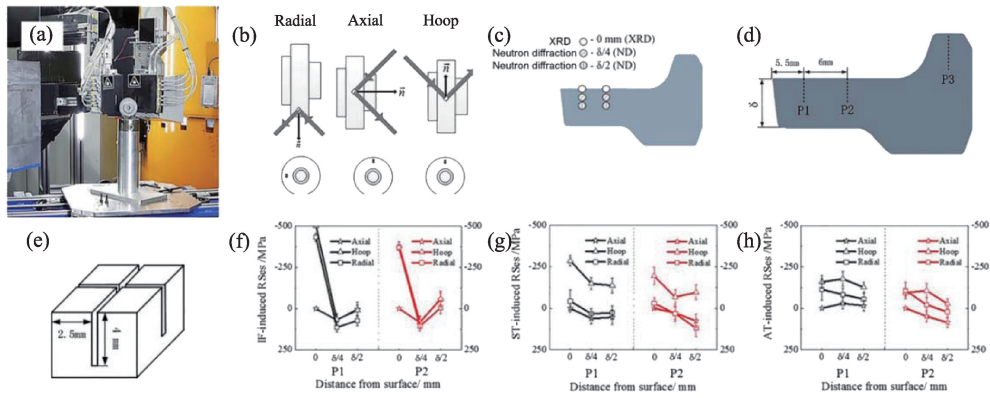 (a)
(b)
Radial
Axial
Hoop
n
n
n
(c)
XRD - 0 mm (XRD)
Neutron diffraction - δ/4 (ND)
Neutron diffraction - δ/2 (ND)
(d)
5.5mm
6mm
δ
P1
P2
P3
(e)
2.5mm
4 mm
(f)
IF-induced RSes /MPa
-500
-250
0
250
Axial
Hoop
Radial
Axial
Hoop
Radial
-500
-250
0
250
0 δ/4 δ/2 0 δ/4 δ/2
P1 P2
Distance from surface/ mm
(g)
ST-induced RSes /MPa
-500
-250
0
250
Axial
Hoop
Radial
Axial
Hoop
Radial
-500
-250
0
250
0 δ/4 δ/2 0 δ/4 δ/2
P1 P2
Distance from surface/ mm
(h)
AT-induced RSes /MPa
-500
-250
0
250
Axial
Hoop
Radial
Axial
Hoop
Radial
-500
-250
0
250
0 δ/4 δ/2 0 δ/4 δ/2
P1 P2
Distance from surface/ mm